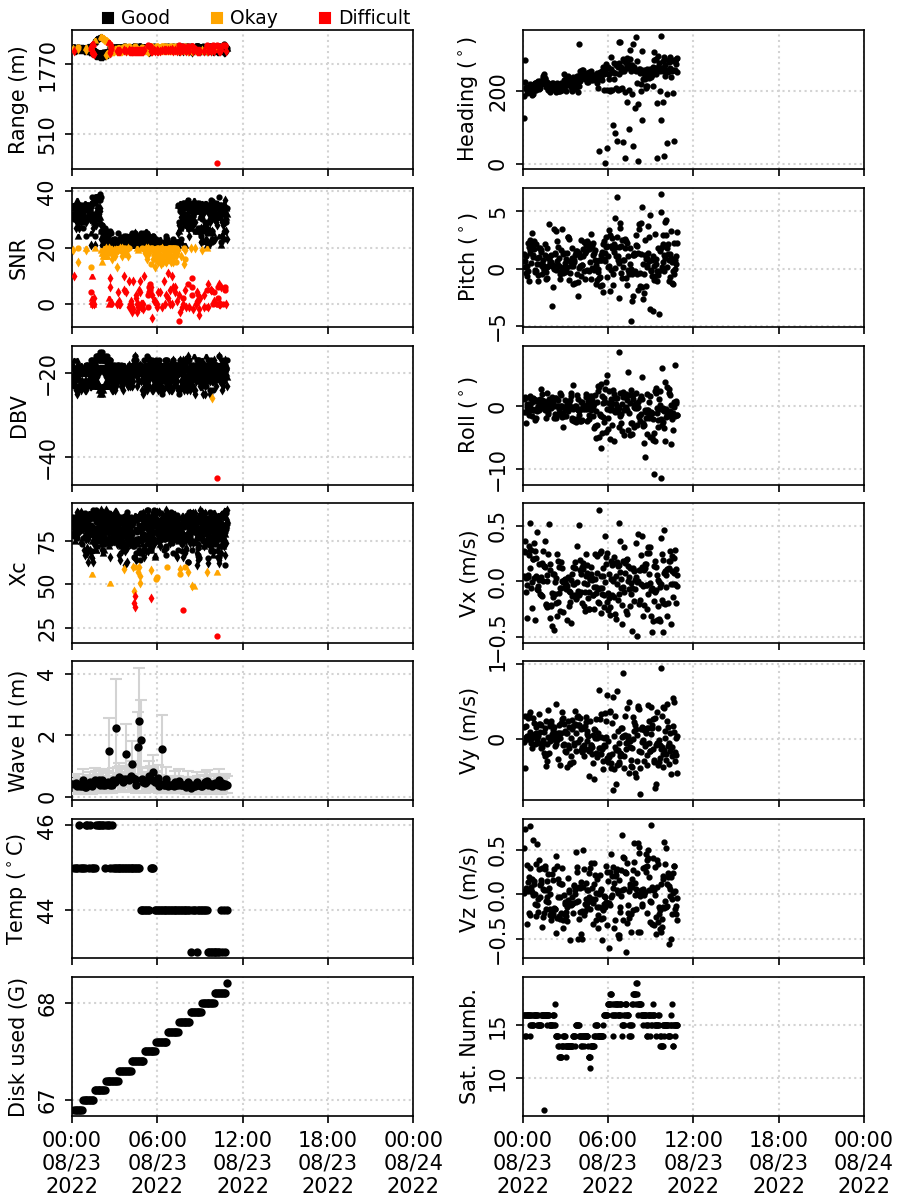 Good Okay Difficult
Range (m)
1770
510
Heading (°)
200
0
SNR
40
20
0
Pitch (°)
5
0
−5
DBV
−20
−40
Roll (°)
0
−10
Xc
75
50
25
Vx (m/s)
0.5
0.0
−0.5
Wave H (m)
4
2
0
Vy (m/s)
1
0
Temp (°C)
46
44
Vz (m/s)
0.5
0.0
−0.5
Disk used (G)
68
67
Sat. Numb.
15
10
00:00 06:00 12:00 18:00 00:00
08/23 08/23 08/23 08/23 08/24
2022 2022 2022 2022 2022
00:00 06:00 12:00 18:00 00:00
08/23 08/23 08/23 08/23 08/24
2022 2022 2022 2022 2022